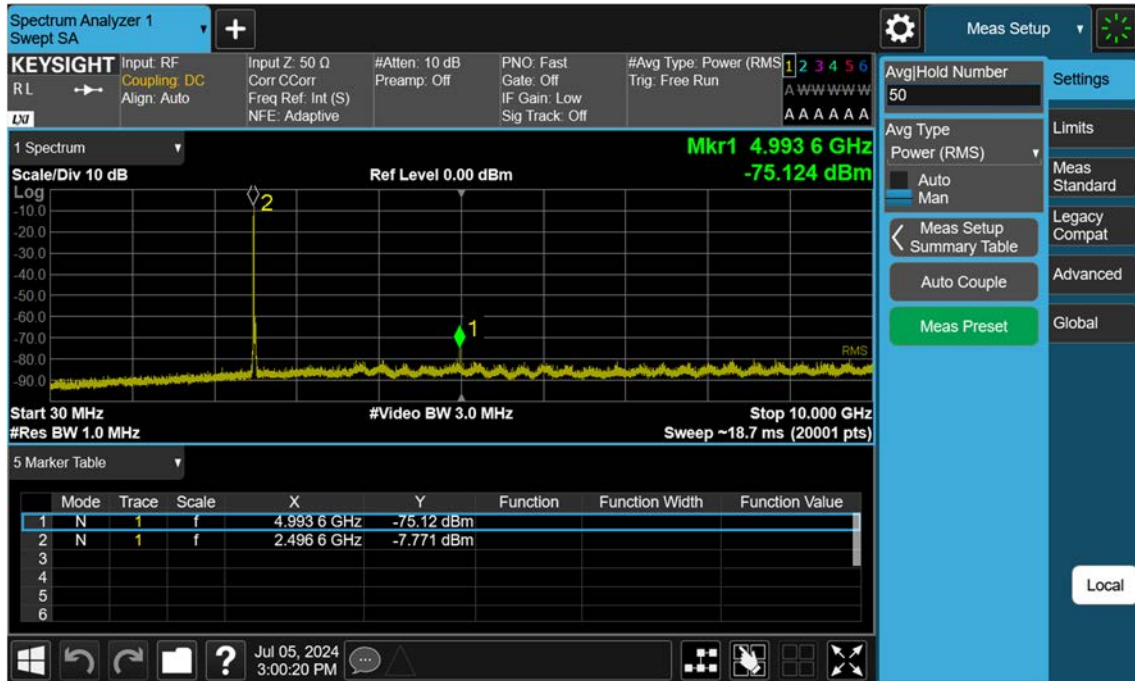 Spectrum Analyzer 1
Swept SA
+
Meas Setup
KEYSIGHT
RL
LXI
Input: RF
Coupling: DC
Align: Auto
Input Z: 50 Ω
Corr CCorr
Freq Ref: Int (S)
NFE: Adaptive
#Atten: 10 dB
Preamp: Off
PNO: Fast
Gate: Off
IF Gain: Low
Sig Track: Off
#Avg Type: Power (RMS)
Trig: Free Run
1 2 3 4 5 6
A W W W W W
A A A A A A
1 Spectrum
Mkr1 4.993 6 GHz
-75.124 dBm
Scale/Div 10 dB
Ref Level 0.00 dBm
Log
-10.0
-20.0
-30.0
-40.0
-50.0
-60.0
-70.0
-80.0
-90.0
2
1
RMS
Start 30 MHz
#Video BW 3.0 MHz
Stop 10.000 GHz
#Res BW 1.0 MHz
Sweep ~18.7 ms (20001 pts)
5 Marker Table
Mode Trace Scale X Y Function Function Width Function Value
1 N 1 f 4.993 6 GHz -75.12 dBm
2 N 1 f 2.496 6 GHz -7.771 dBm
3
4
5
6
Avg|Hold Number
50
Avg Type
Power (RMS)
Auto
Man
Meas Setup
Summary Table
Auto Couple
Meas Preset
Settings
Limits
Meas
Standard
Legacy
Compat
Advanced
Global
Local
?
Jul 05, 2024
3:00:20 PM